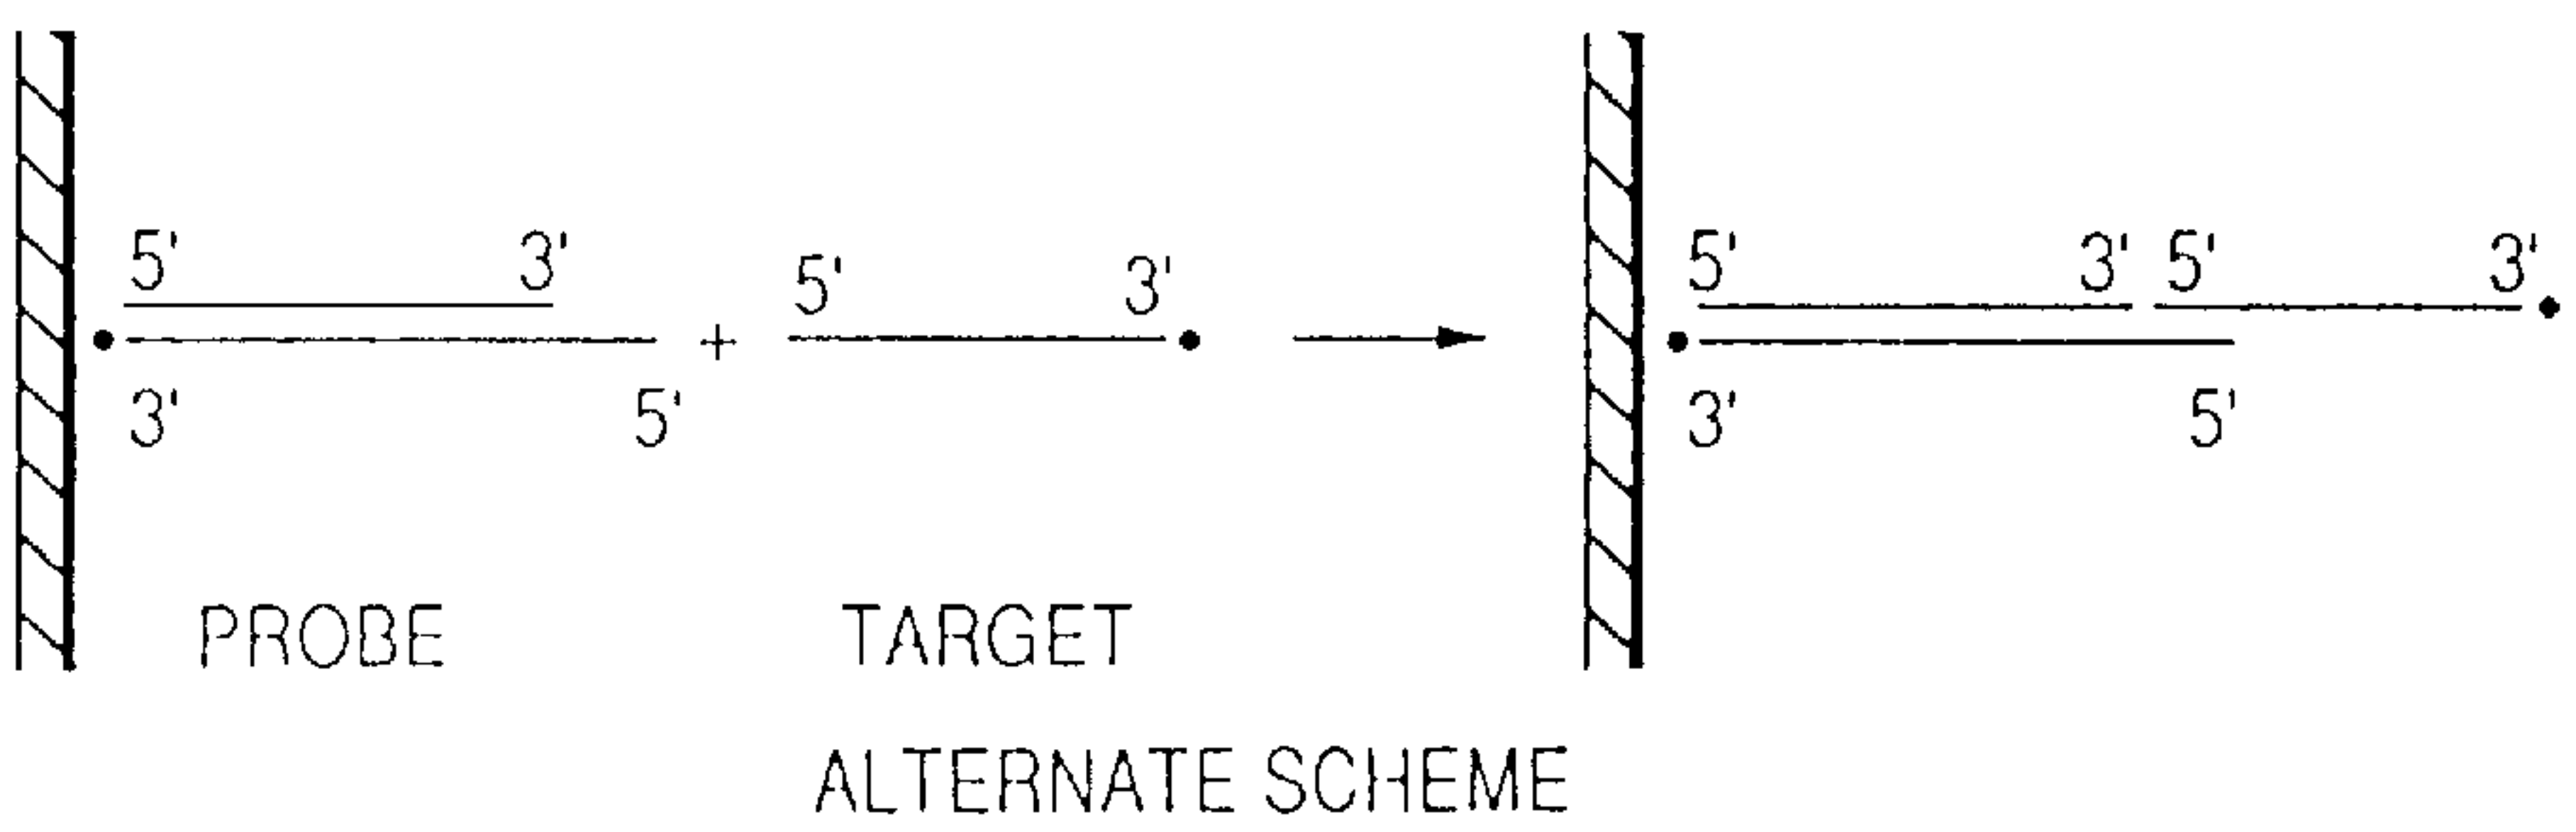 5' 3' 5' 3' 5' 3' 5' 3'
3' 5' + 3' 5'
PROBE TARGET
ALTERNATE SCHEME